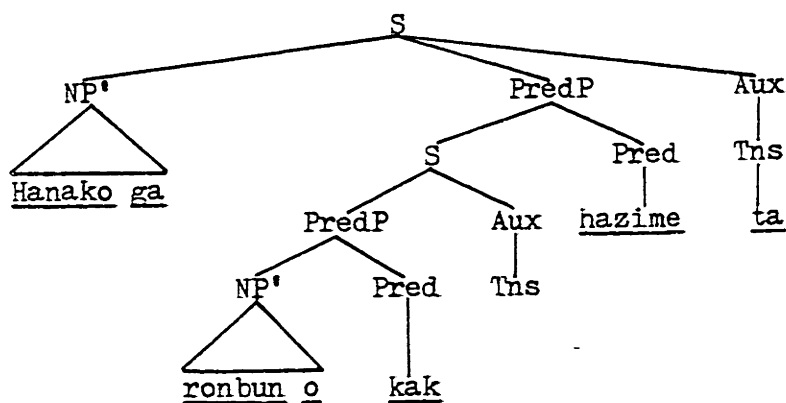 S
NP' PredP Aux
Hanako ga S Pred Tns
PredP Aux hazime ta
NP' Pred Tns
ronbun o kak